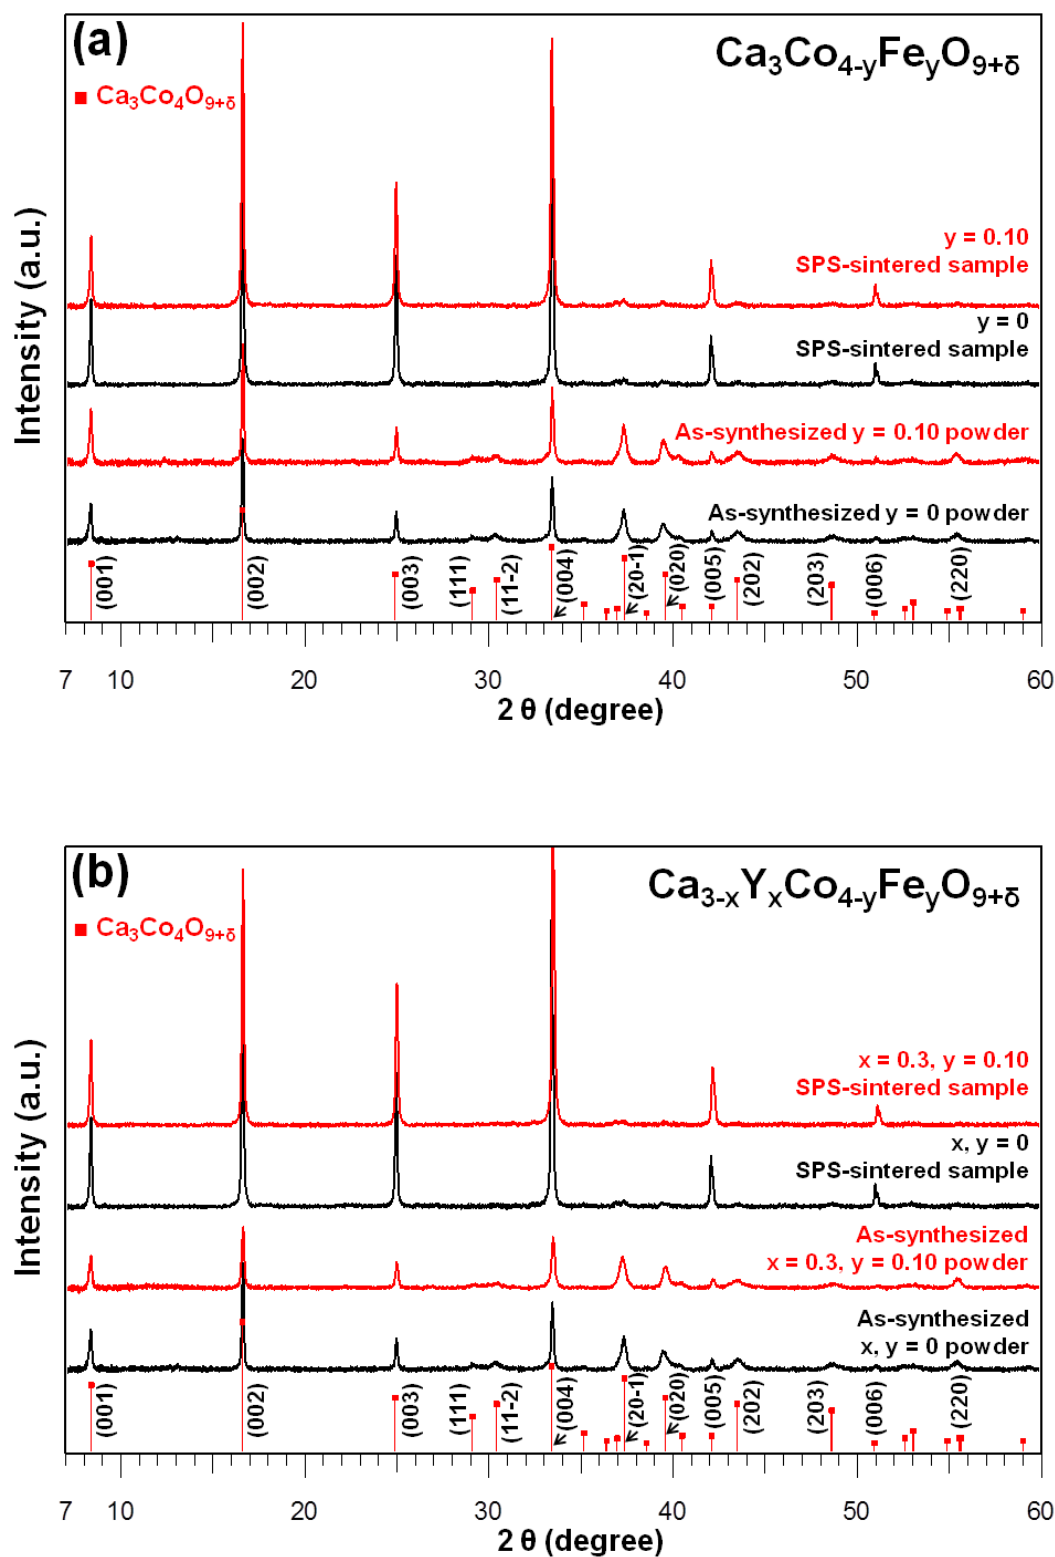 (a)
Ca₃Co₄₋yFeyO₉₊δ
Ca₃Co₄O₉₊δ
y = 0.10
SPS-sintered sample
y = 0
SPS-sintered sample
As-synthesized y = 0.10 powder
As-synthesized y = 0 powder
Intensity (a.u.)
(001)
(002)
(003)
(111)
(11-2)
(004)
(20-1)
(020)
(005)
(202)
(203)
(006)
(220)
7 10 20 30 40 50 60
2 θ (degree)
(b)
Ca₃₋ₓYₓCo₄₋yFeyO₉₊δ
Ca₃Co₄O₉₊δ
x = 0.3, y = 0.10
SPS-sintered sample
x, y = 0
SPS-sintered sample
As-synthesized
x = 0.3, y = 0.10 powder
As-synthesized
x, y = 0 powder
Intensity (a.u.)
(001)
(002)
(003)
(111)
(11-2)
(004)
(20-1)
(020)
(005)
(202)
(203)
(006)
(220)
7 10 20 30 40 50 60
2 θ (degree)